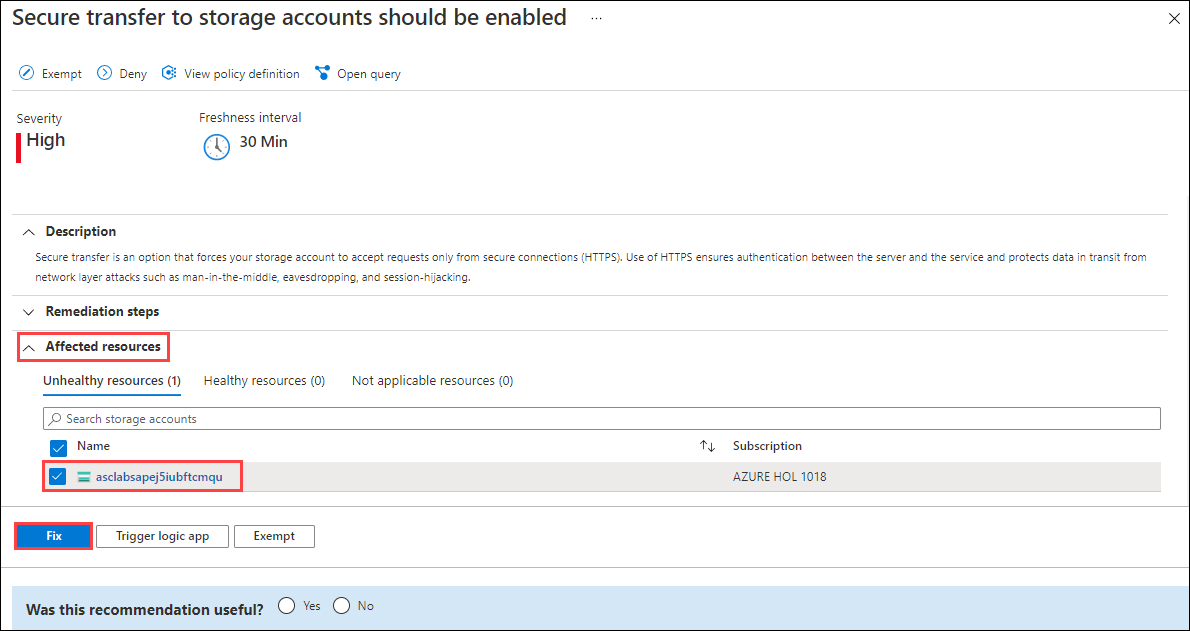 Secure transfer to storage accounts should be enabled ...
Exempt Deny View policy definition Open query
Severity Freshness interval
High 30 Min
Description
Secure transfer is an option that forces your storage account to accept requests only from secure connections (HTTPS). Use of HTTPS ensures authentication between the server and the service and protects data in transit from
network layer attacks such as man-in-the-middle, eavesdropping, and session-hijacking.
Remediation steps
Affected resources
Unhealthy resources (1) Healthy resources (0) Not applicable resources (0)
Search storage accounts
Name Subscription
asclabsapej5iubftcmqu AZURE HOL 1018
Fix Trigger logic app Exempt
Was this recommendation useful? Yes No